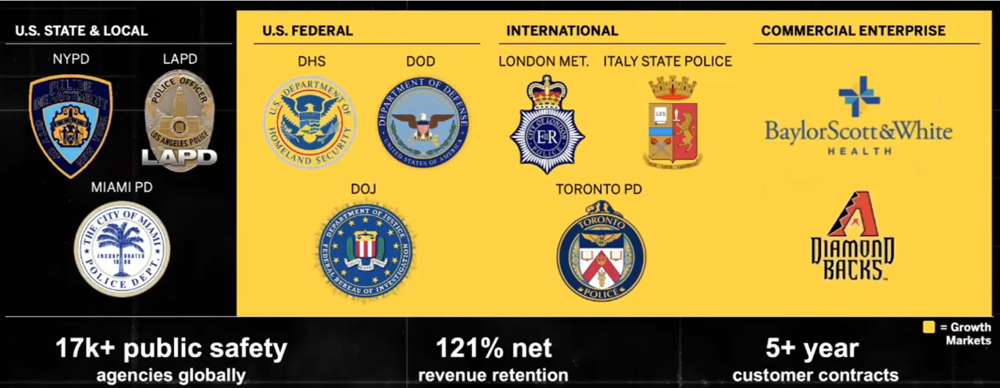 U.S. STATE & LOCAL
NYPD
LAPD
POLICE DEPARTMENT
CITY OF NEW YORK
POLICE OFFICER
LOS ANGELES POLICE
LAPD
MIAMI PD
THE CITY OF MIAMI
INCORPORATED
1896
POLICE DEPT.
U.S. FEDERAL
DHS
DOD
U.S. DEPARTMENT OF
HOMELAND SECURITY
DEPARTMENT OF DEFENSE
UNITED STATES OF AMERICA
DOJ
DEPARTMENT OF JUSTICE
FEDERAL BUREAU OF INVESTIGATION
INTERNATIONAL
LONDON MET.
ITALY STATE POLICE
CITY OF LONDON
EIIR
POLICE
LEX
TORONTO PD
TORONTO
POLICE
COMMERCIAL ENTERPRISE
BaylorScott&White
HEALTH
DIAMOND
BACKS
TM
= Growth
Markets
17k+ public safety
agencies globally
121% net
revenue retention
5+ year
customer contracts